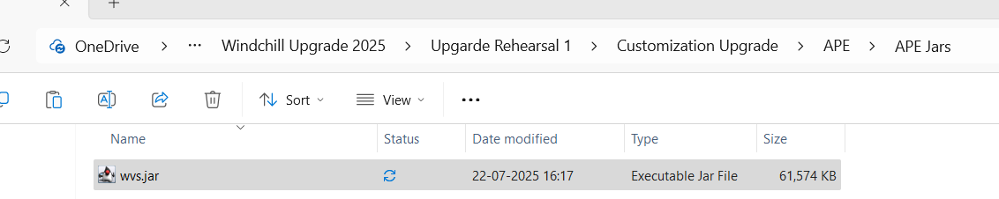 OneDrive > ... Windchill Upgrade 2025 > Upgarde Rehearsal 1 > Customization Upgrade > APE > APE Jars
Sort View ...
Name Status Date modified Type Size
wvs.jar 22-07-2025 16:17 Executable Jar File 61,574 KB